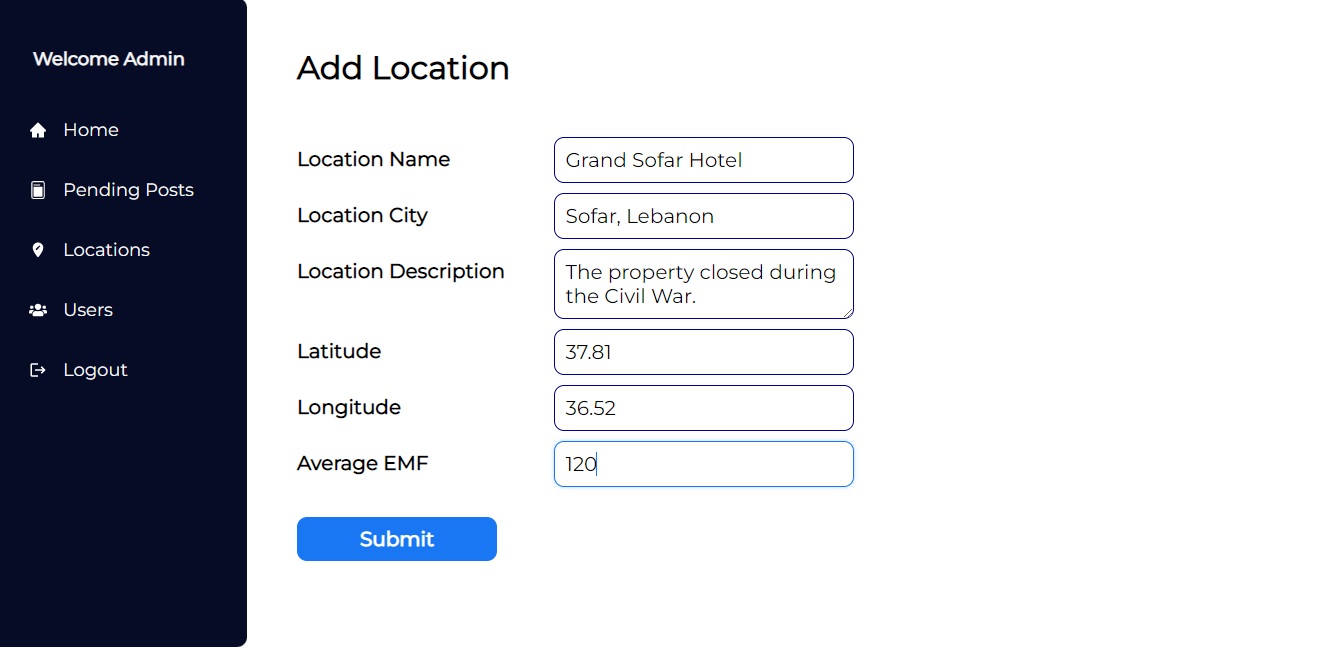 Welcome Admin
Home
Pending Posts
Locations
Users
Logout
Add Location
Location Name
Grand Sofar Hotel
Location City
Sofar, Lebanon
Location Description
The property closed during
the Civil War.
Latitude
37.81
Longitude
36.52
Average EMF
120
Submit